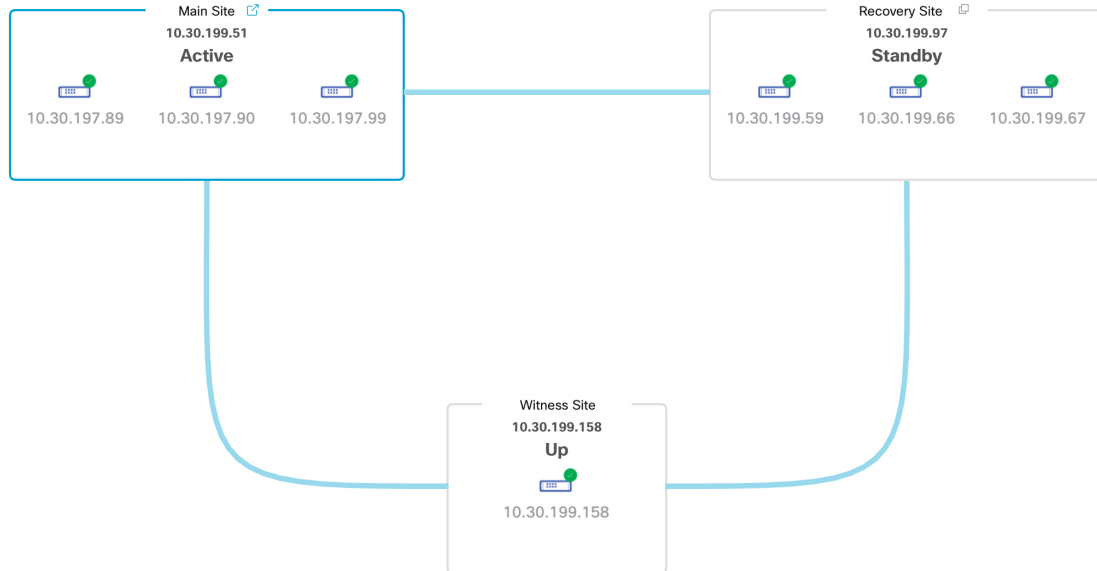 Main Site
10.30.199.51
Active
10.30.197.89
10.30.197.90
10.30.197.99
Recovery Site
10.30.199.97
Standby
10.30.199.59
10.30.199.66
10.30.199.67
Witness Site
10.30.199.158
Up
10.30.199.158